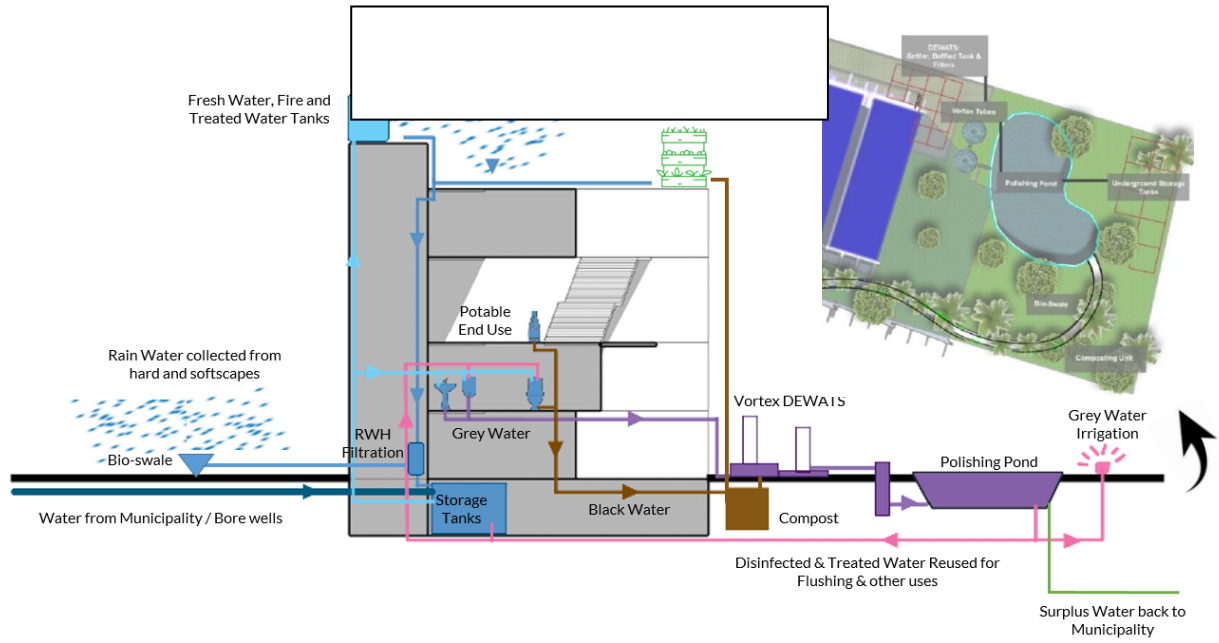 Fresh Water, Fire and
Treated Water Tanks
DEWATS:
Settler, Baffled Tank &
Filters
Vortex Tubes
Polishing Pond
Underground Storage
Tanks
Bio-Swale
Composting Unit
Potable
End Use
Rain Water collected from
hard and softscapes
Bio-swale
RWH
Filtration
Grey Water
Vortex DEWATS
Grey Water
Irrigation
Polishing Pond
Storage
Tanks
Black Water
Compost
Water from Municipality / Bore wells
Disinfected & Treated Water Reused for
Flushing & other uses
Surplus Water back to
Municipality